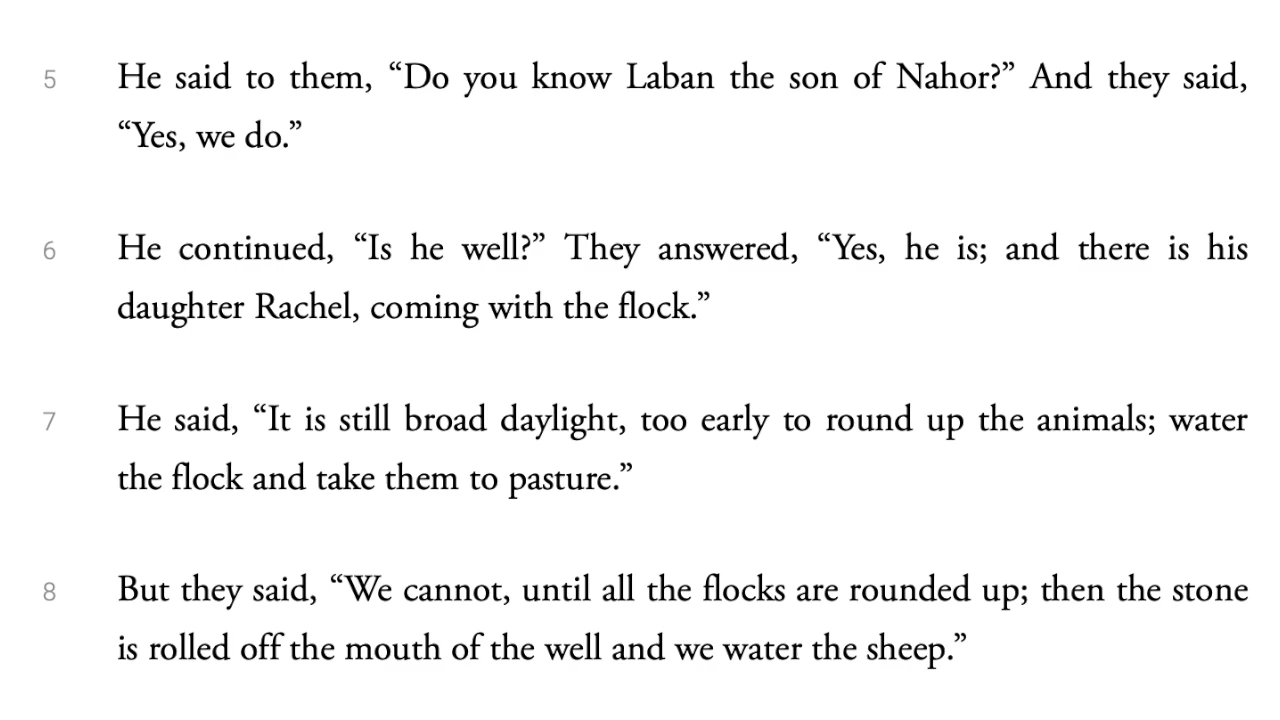 5 He said to them, “Do you know Laban the son of Nahor?” And they said,
“Yes, we do.”
6 He continued, “Is he well?” They answered, “Yes, he is; and there is his
daughter Rachel, coming with the flock.”
7 He said, “It is still broad daylight, too early to round up the animals; water
the flock and take them to pasture.”
8 But they said, “We cannot, until all the flocks are rounded up; then the stone
is rolled off the mouth of the well and we water the sheep.”